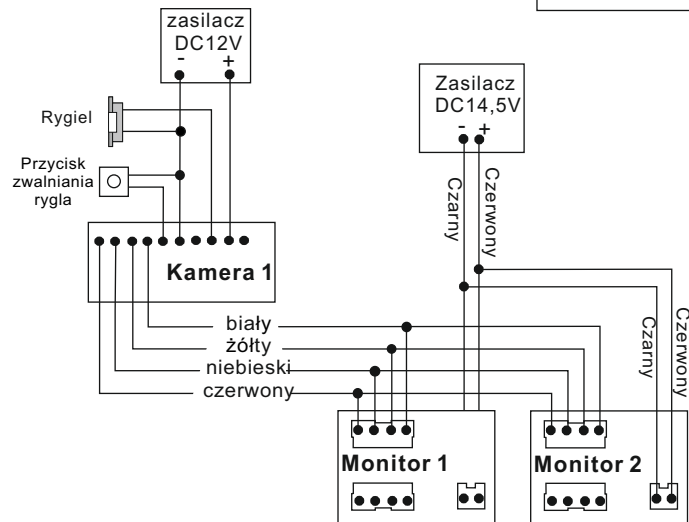 zasilacz
DC12V
- +
Rygiel
Przycisk
zwalniania
rygla
Zasilacz
DC14,5V
- +
Czarny
Czerwony
Kamera 1
biały
żółty
niebieski
czerwony
Czarny
Czerwony
Monitor 1
Monitor 2